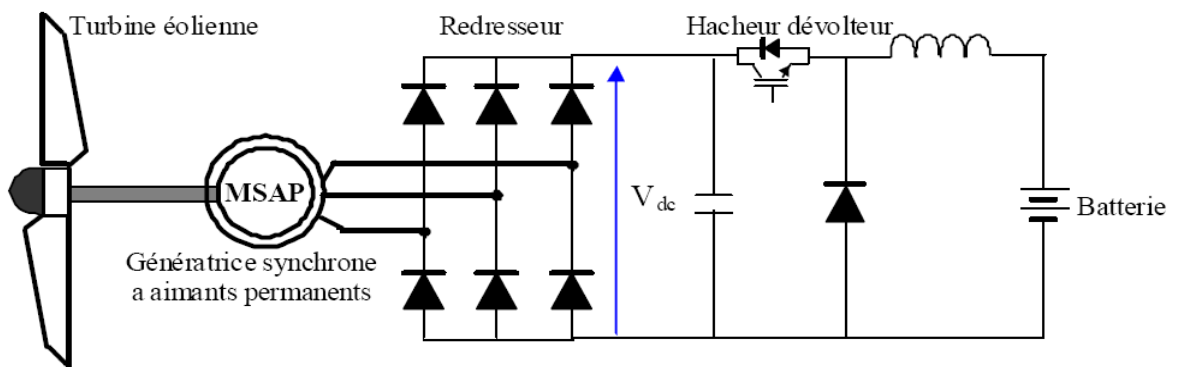 Turbine éolienne
Redresseur
Hacheur dévolteur
MSAP
V dc
Batterie
Génératrice synchrone
a aimants permanents